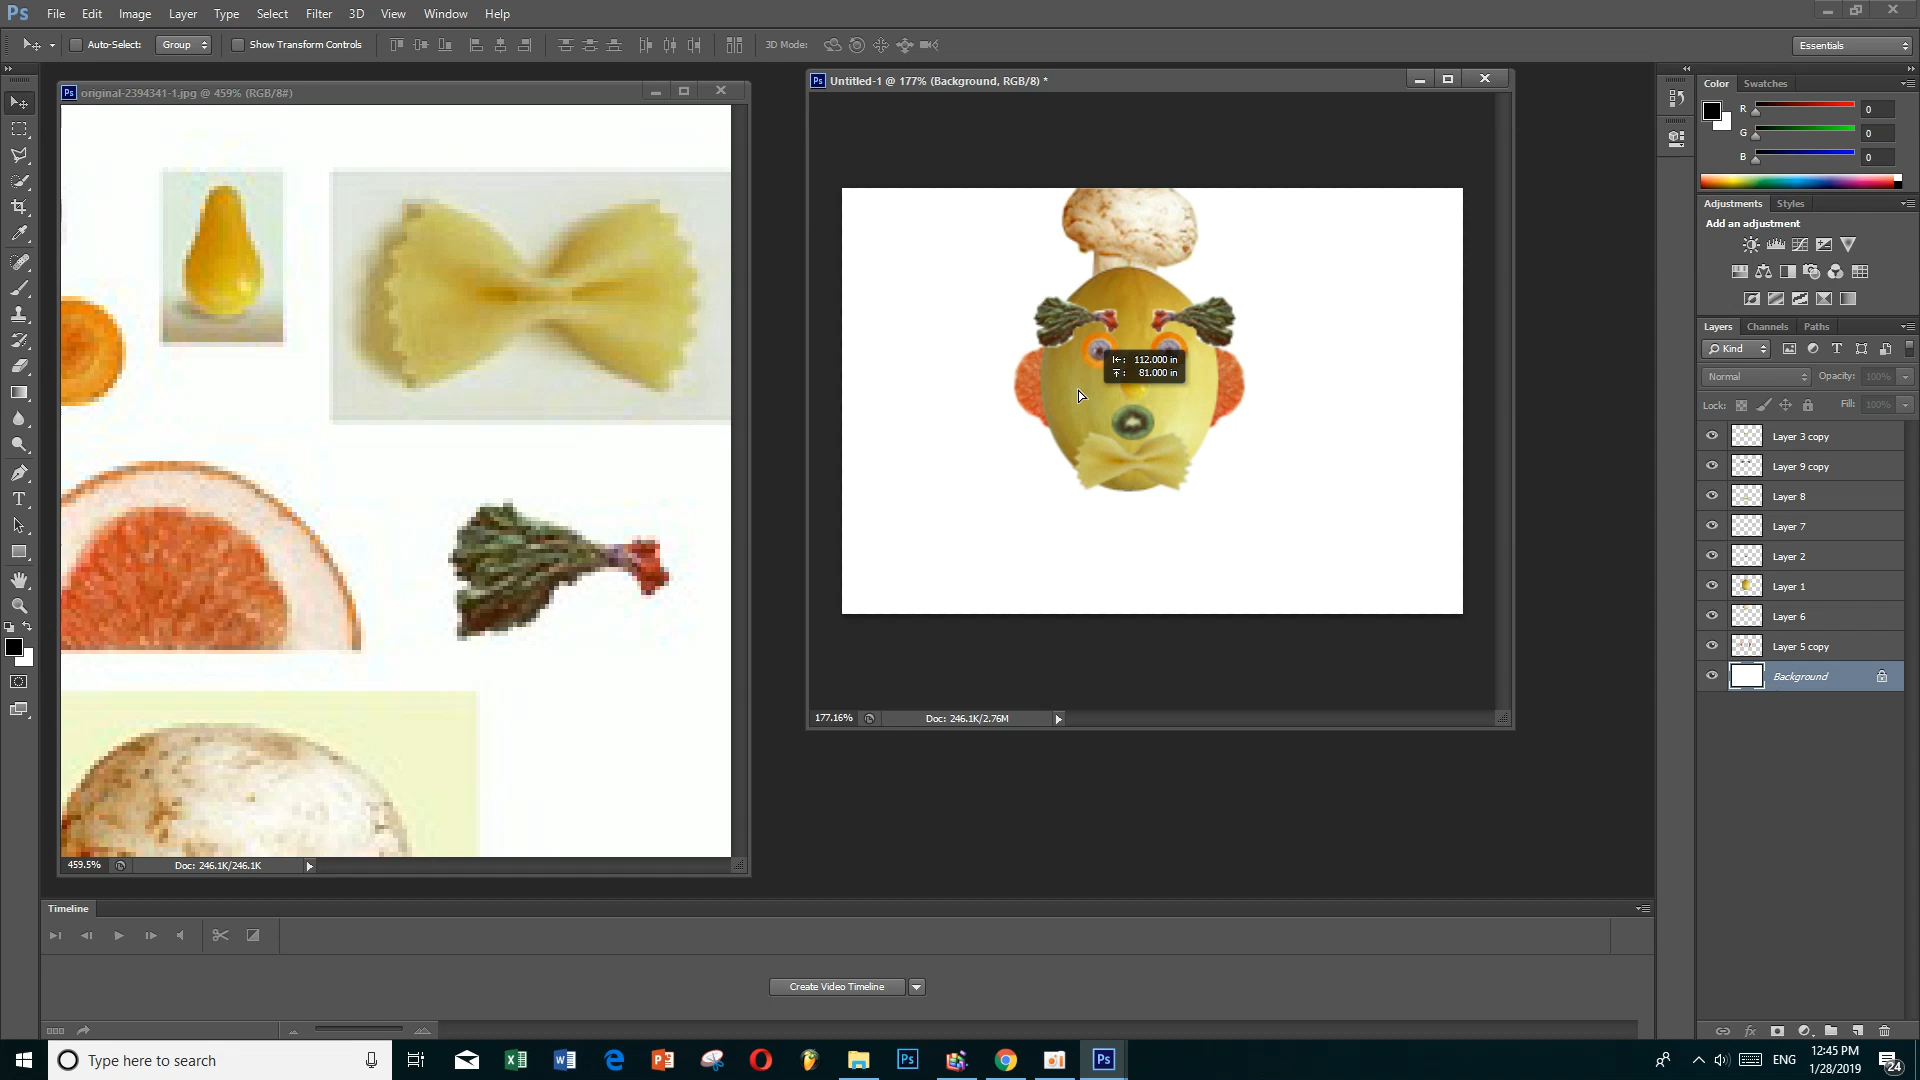 Ps File Edit Image Layer Type Select Filter 3D View Window Help
Auto-Select: Group Show Transform Controls 3D Mode: Essentials
Ps original-2394341-1.jpg @ 459% (RGB/8#)
459.5% Doc: 246.1K/246.1K
Ps Untitled-1 @ 177% (Background, RGB/8) *
112.000 in
81.000 in
177.16% Doc: 246.1K/2.76M
Color Swatches
R 0
G 0
B 0
Adjustments Styles
Add an adjustment
Layers Channels Paths
Kind
Normal Opacity: 100%
Lock: Fill: 100%
Layer 3 copy
Layer 9 copy
Layer 8
Layer 7
Layer 2
Layer 1
Layer 6
Layer 5 copy
Background
Timeline
Create Video Timeline
Type here to search
ENG
12:45 PM
1/28/2019
24